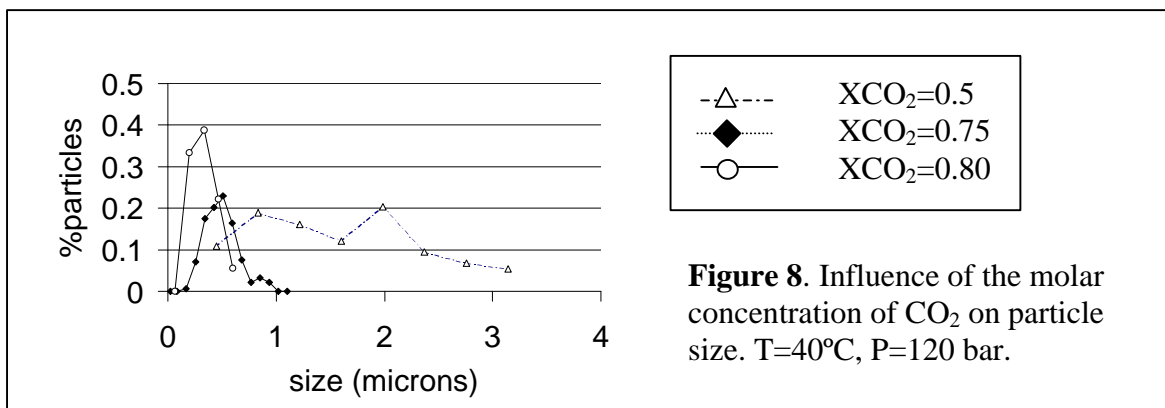 0.5
0.4
0.3
0.2
0.1
0
%particles
0 1 2 3 4
size (microns)
XCO₂=0.5
XCO₂=0.75
XCO₂=0.80
Figure 8. Influence of the molar
concentration of CO₂ on particle
size. T=40ºC, P=120 bar.